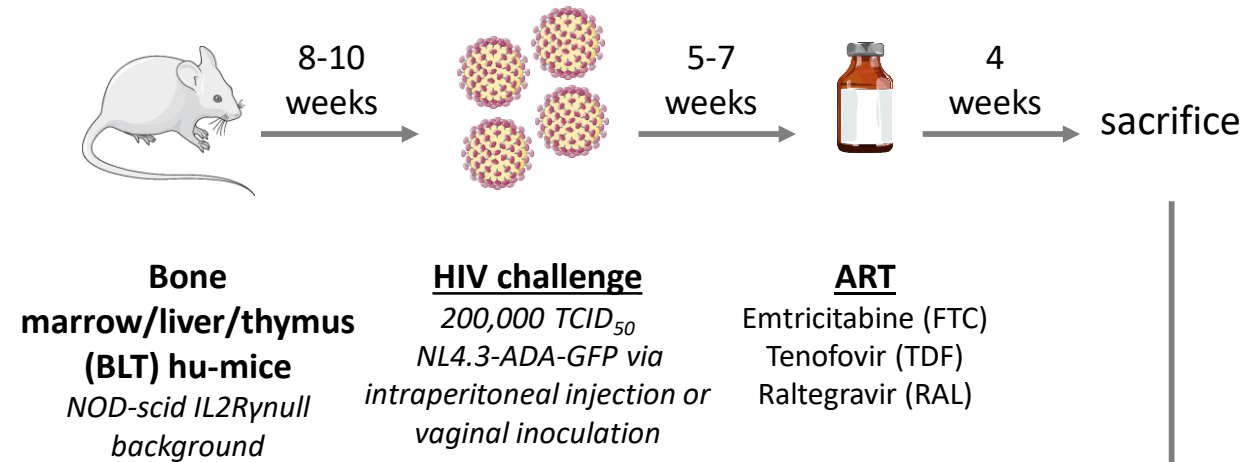 8-10
weeks
5-7
weeks
4
weeks
sacrifice
Bone
marrow/liver/thymus
(BLT) hu-mice
NOD-scid IL2Rγnull
background
HIV challenge
200,000 TCID50
NL4.3-ADA-GFP via
intraperitoneal injection or
vaginal inoculation
ART
Emtricitabine (FTC)
Tenofovir (TDF)
Raltegravir (RAL)